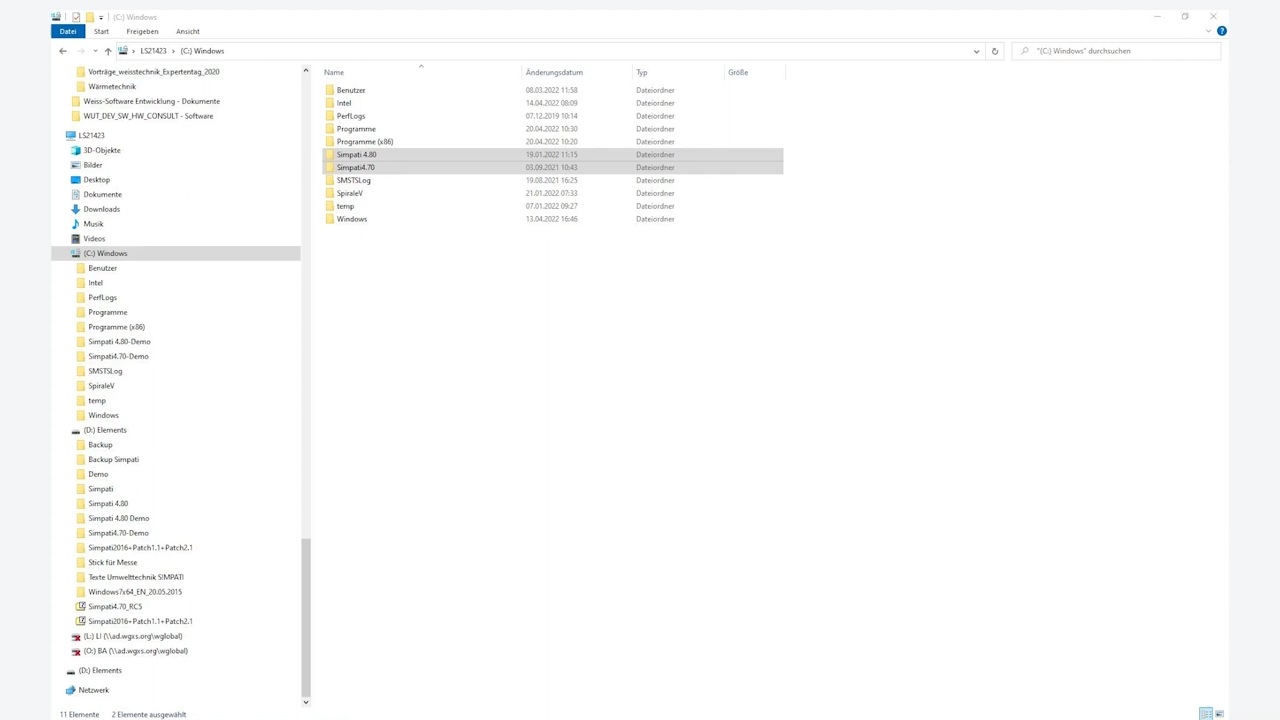 (C:) Windows
Datei Start Freigeben Ansicht
LS21423 > (C:) Windows
"(C:) Windows" durchsuchen
Vorträge_weisstechnik_Expertentag_2020
Wärmetechnik
Weiss-Software Entwicklung - Dokumente
WUT_DEV_SW_HW_CONSULT - Software
LS21423
3D-Objekte
Bilder
Desktop
Dokumente
Downloads
Musik
Videos
(C:) Windows
Benutzer
Intel
PerfLogs
Programme
Programme (x86)
Simpati 4.80-Demo
Simpati4.70-Demo
SMSTSLog
SpiraleV
temp
Windows
(D:) Elements
Backup
Backup Simpati
Demo
Simpati
Simpati 4.80
Simpati 4.80 Demo
Simpati4.70-Demo
Simpati2016+Patch1.1+Patch2.1
Stick für Messe
Texte Umwelttechnik S!MPATI
Windows7x64_EN_20.05.2015
Simpati4.70_RC5
Simpati2016+Patch1.1+Patch2.1
(L:) LI (\\ad.wgxs.org\wglobal)
(O:) BA (\\ad.wgxs.org\wglobal)
(D:) Elements
Netzwerk
Name Änderungsdatum Typ Größe
Benutzer 08.03.2022 11:58 Dateiordner
Intel 14.04.2022 08:09 Dateiordner
PerfLogs 07.12.2019 10:14 Dateiordner
Programme 20.04.2022 10:30 Dateiordner
Programme (x86) 20.04.2022 10:20 Dateiordner
Simpati 4.80 19.01.2022 11:15 Dateiordner
Simpati4.70 03.09.2021 10:43 Dateiordner
SMSTSLog 19.08.2021 16:25 Dateiordner
SpiraleV 21.01.2022 07:33 Dateiordner
temp 07.01.2022 09:27 Dateiordner
Windows 13.04.2022 16:46 Dateiordner
11 Elemente 2 Elemente ausgewählt